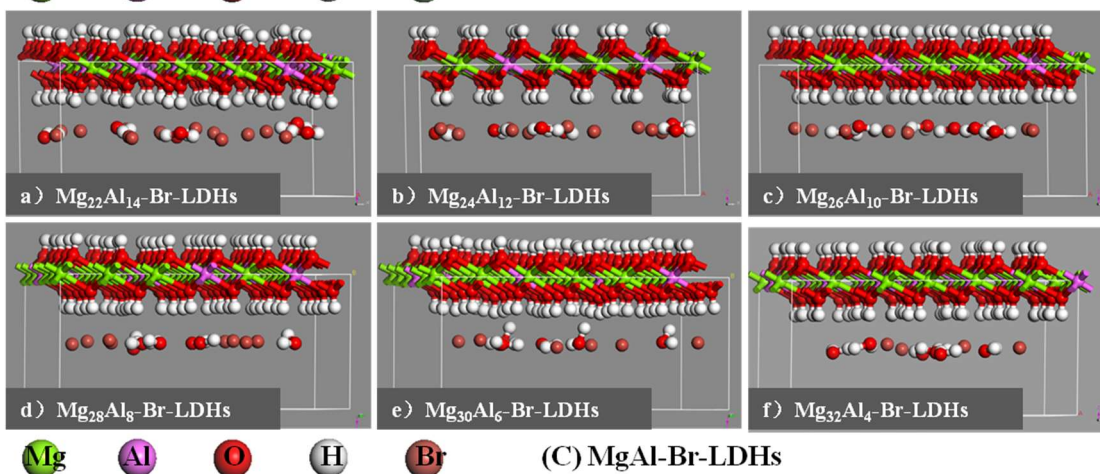 a）Mg₂₂Al₁₄-Br-LDHs
b）Mg₂₄Al₁₂-Br-LDHs
c）Mg₂₆Al₁₀-Br-LDHs
d）Mg₂₈Al₈-Br-LDHs
e）Mg₃₀Al₆-Br-LDHs
f）Mg₃₂Al₄-Br-LDHs
Mg Al O H Br (C) MgAl-Br-LDHs